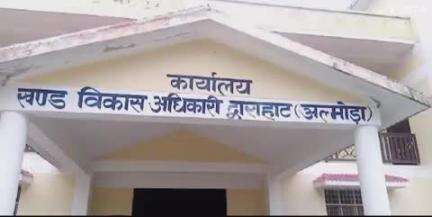 कार्यालय
खण्ड विकास अधिकारी द्वाराहाट (अल्मोड़ा)